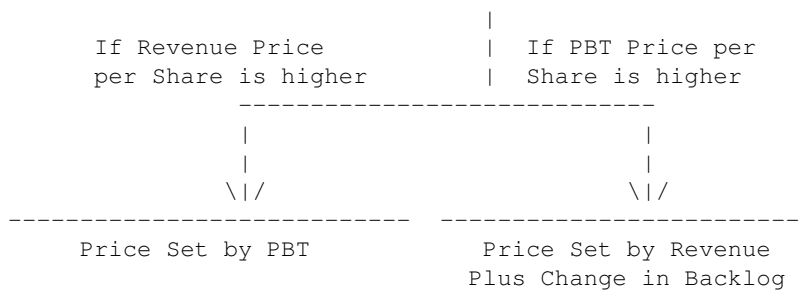 If Revenue Price | If PBT Price per
per Share is higher | Share is higher
Price Set by PBT Price Set by Revenue
Plus Change in Backlog